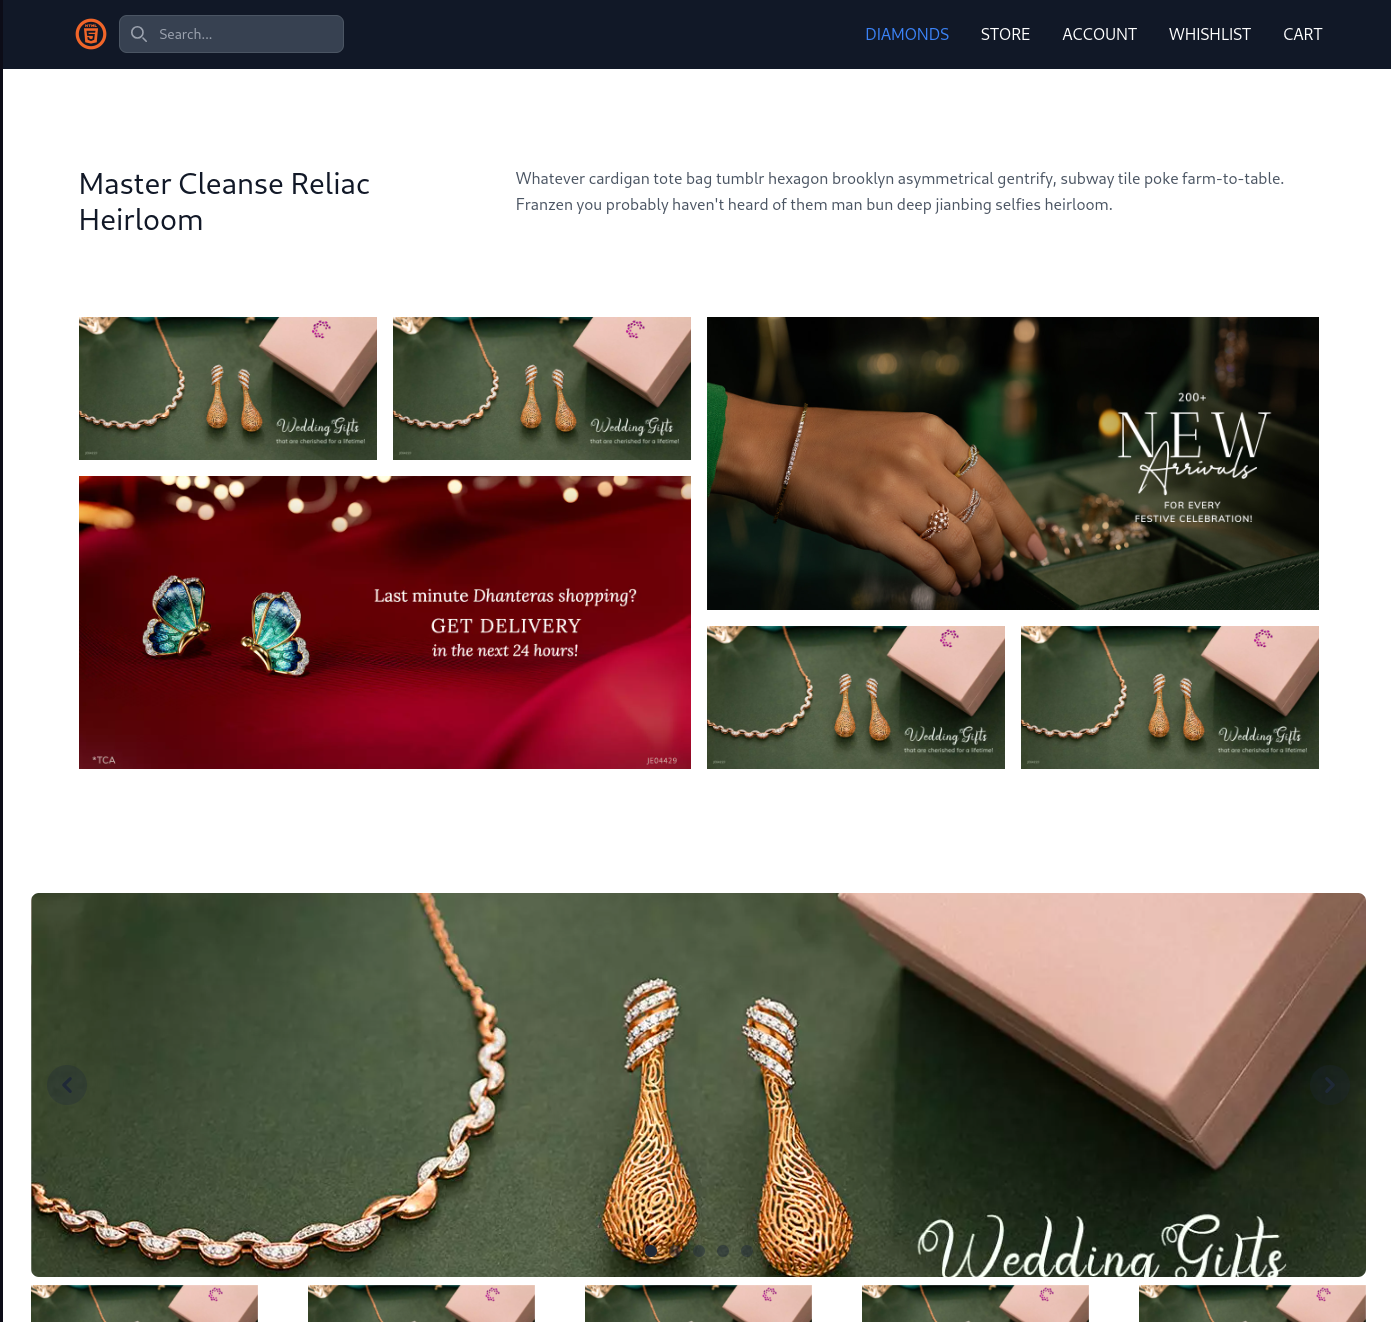 HTML
Search...
DIAMONDS
STORE
ACCOUNT
WHISHLIST
CART
Master Cleanse Reliac
Heirloom
Whatever cardigan tote bag tumblr hexagon brooklyn asymmetrical gentrify, subway tile poke farm-to-table.
Franzen you probably haven't heard of them man bun deep jianbing selfies heirloom.
Wedding Gifts
that are cherished for a lifetime!
Wedding Gifts
that are cherished for a lifetime!
200+
NEW
Arrivals
FOR EVERY
FESTIVE CELEBRATION!
Last minute Dhanteras shopping?
GET DELIVERY
in the next 24 hours!
*TCA
JE04429
Wedding Gifts
that are cherished for a lifetime!
Wedding Gifts
that are cherished for a lifetime!
Wedding Gifts